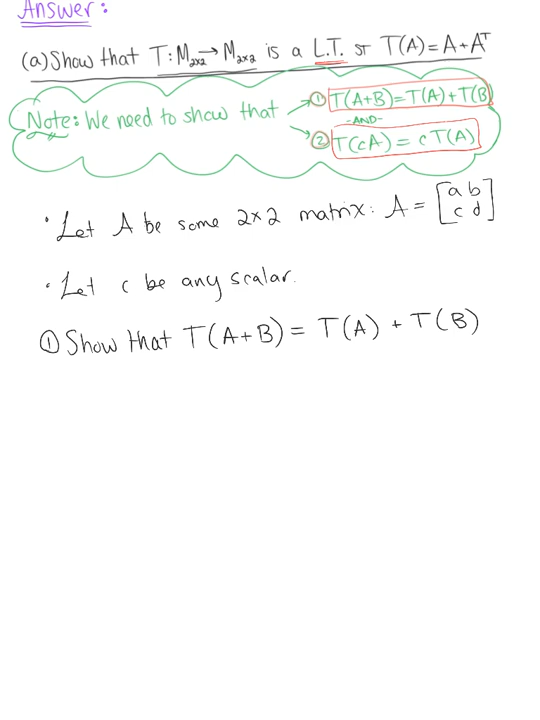 Answer:
(a) Show that T: M₂ₓ₂ → M₂ₓ₂ is a L.T. ST T(A) = A + Aᵀ
Note: We need to show that → ① T(A+B) = T(A) + T(B)
-AND-
→ ② T(cA) = c T(A)
• Let A be some 2x2 matrix: A = [a b
c d]
• Let c be any scalar.
① Show that T(A+B) = T(A) + T(B)